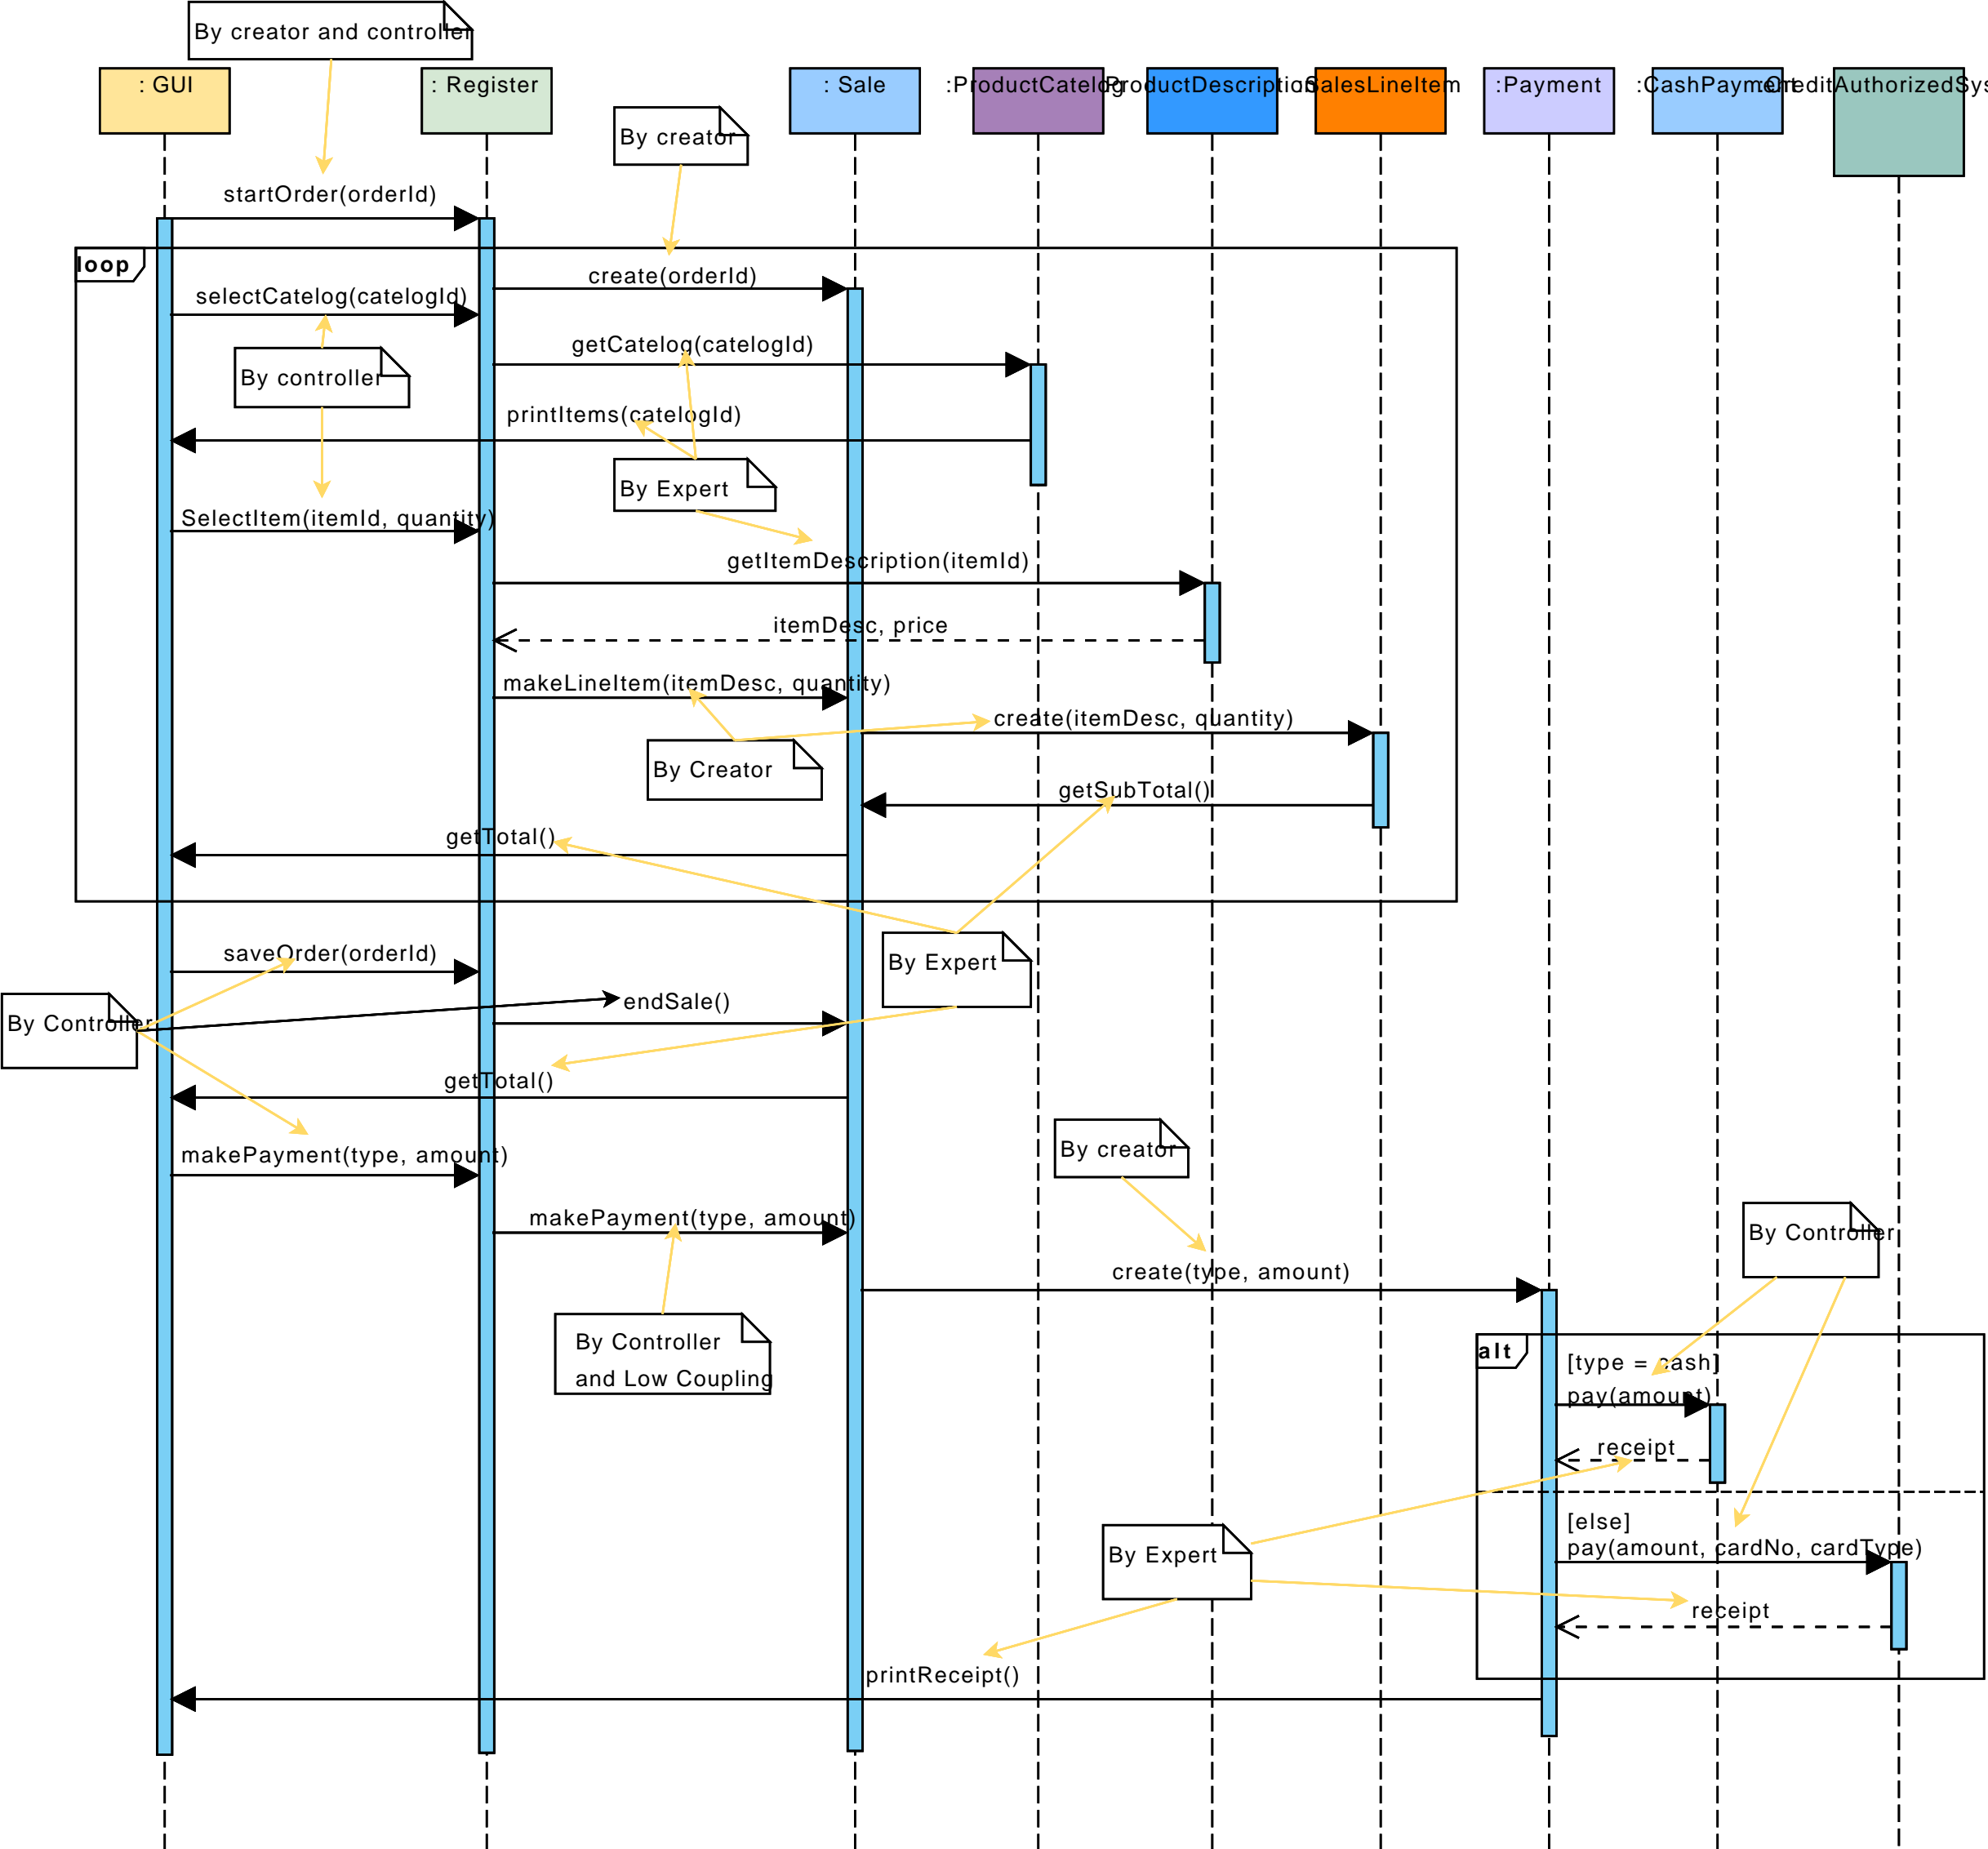 By creator and controller
: GUI
: Register
: Sale
:ProductCatelog
ProductDescription
:SalesLineItem
:Payment
:CashPayment
:CreditAuthorizedSys
By creator
startOrder(orderId)
loop
create(orderId)
selectCatelog(catelogId)
getCatelog(catelogId)
By controller
printItems(catelogId)
By Expert
SelectItem(itemId, quantity)
getItemDescription(itemId)
itemDesc, price
makeLineItem(itemDesc, quantity)
create(itemDesc, quantity)
By Creator
getSubTotal()
getTotal()
saveOrder(orderId)
By Expert
endSale()
By Controller
getTotal()
By creator
makePayment(type, amount)
makePayment(type, amount)
By Controller
create(type, amount)
By Controller
and Low Coupling
alt
[type = cash]
pay(amount)
receipt
[else]
pay(amount, cardNo, cardType)
By Expert
receipt
printReceipt()